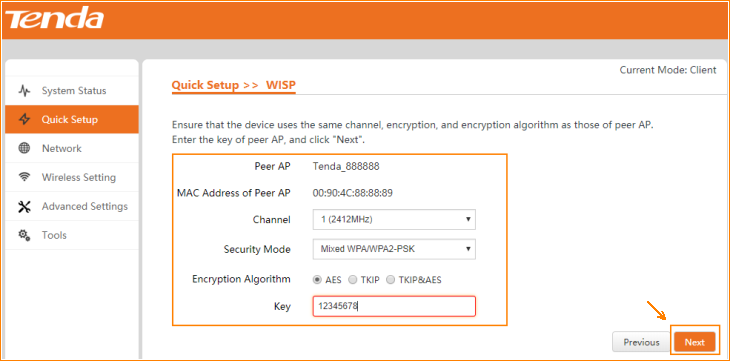 Tenda
Current Mode: Client
System Status
Quick Setup
Network
Wireless Setting
Advanced Settings
Tools
Quick Setup >> WISP
Ensure that the device uses the same channel, encryption, and encryption algorithm as those of peer AP.
Enter the key of peer AP, and click "Next".
Peer AP Tenda_888888
MAC Address of Peer AP 00:90:4C:88:88:89
Channel 1 (2412MHz)
Security Mode Mixed WPA/WPA2-PSK
Encryption Algorithm AES TKIP TKIP&AES
Key 12345678
Previous Next